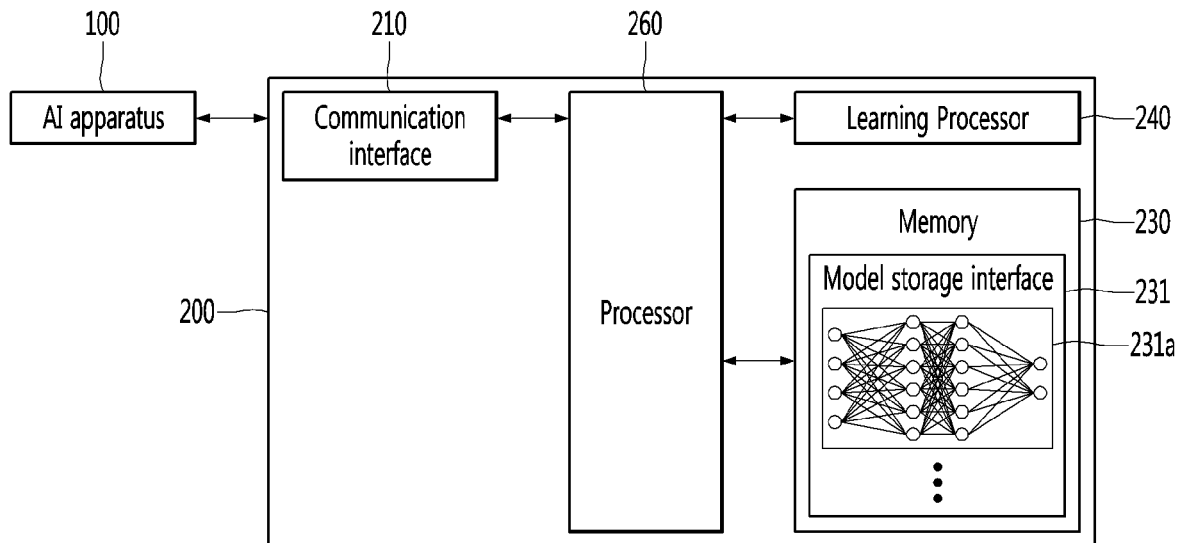 100
210
260
AI apparatus
Communication
interface
Learning Processor
240
Memory
230
Model storage interface
231
200
Processor
231a